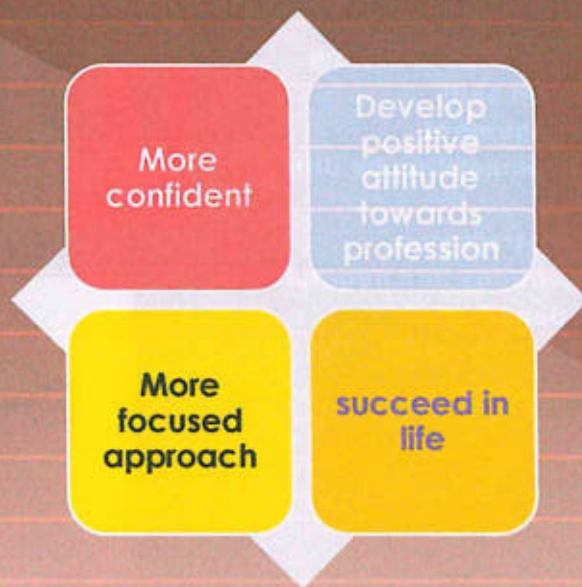 More
confident
Develop
positive
attitude
towards
profession
More
focused
approach
succeed in
life